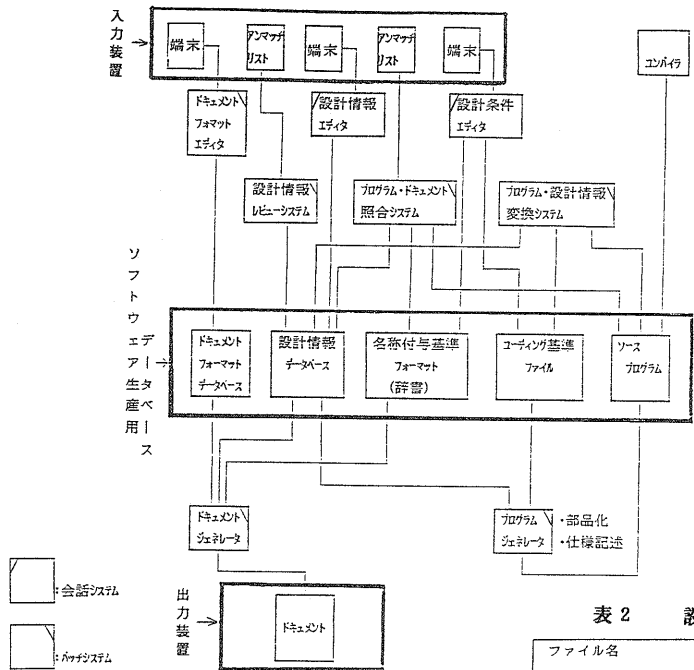 入力装置
端末
アンマッチ
リスト
端末
アンマッチ
リスト
端末
コンパイラ
ドキュメント
フォーマット
エディタ
設計情報
エディタ
設計条件
エディタ
設計情報
レビューシステム
プログラム・ドキュメント
照合システム
プログラム・設計情報
変換システム
ソフトウェア生産用
データベース
ドキュメント
フォーマット
データベース
設計情報
データベース
名称付与基準
フォーマット
(辞書)
コーディング基準
ファイル
ソース
プログラム
ドキュメント
ジェネレータ
プログラム
ジェネレータ
・部品化
・仕様記述
:会話システム
:バッチシステム
出力装置
ドキュメント
表2
ファイル名